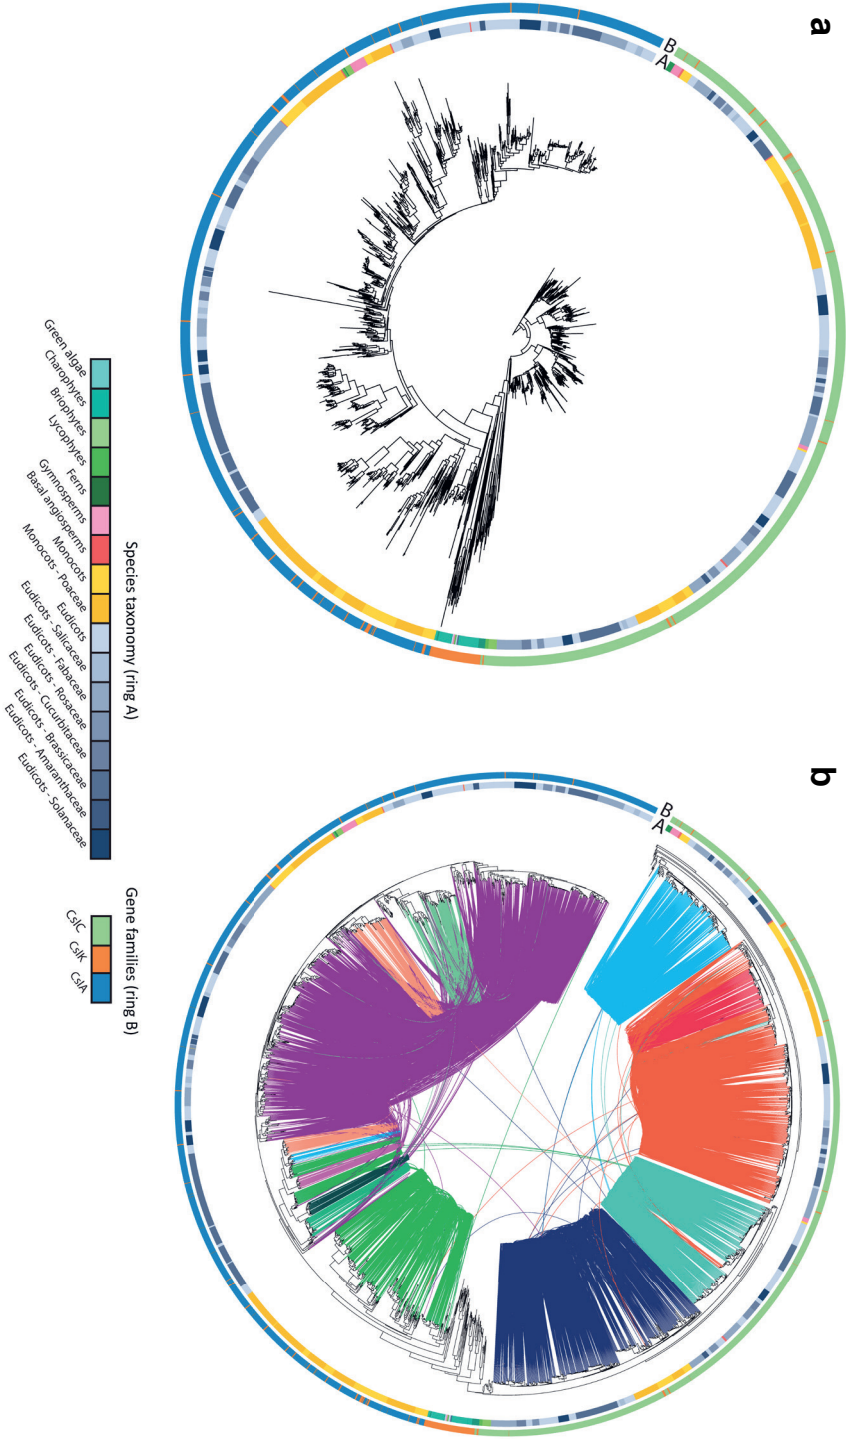 a
B
A
b
B
A
Species taxonomy (ring A)
Green algae
Charophytes
Briophytes
Lycophytes
Ferns
Gymnosperms
Basal angiosperms
Monocots
Monocots - Poaceae
Eudicots
Eudicots - Salicaceae
Eudicots - Fabaceae
Eudicots - Rosaceae
Eudicots - Cucurbitaceae
Eudicots - Brassicaceae
Eudicots - Amaranthaceae
Eudicots - Solanaceae
Gene families (ring B)
CslC
CslK
CslA